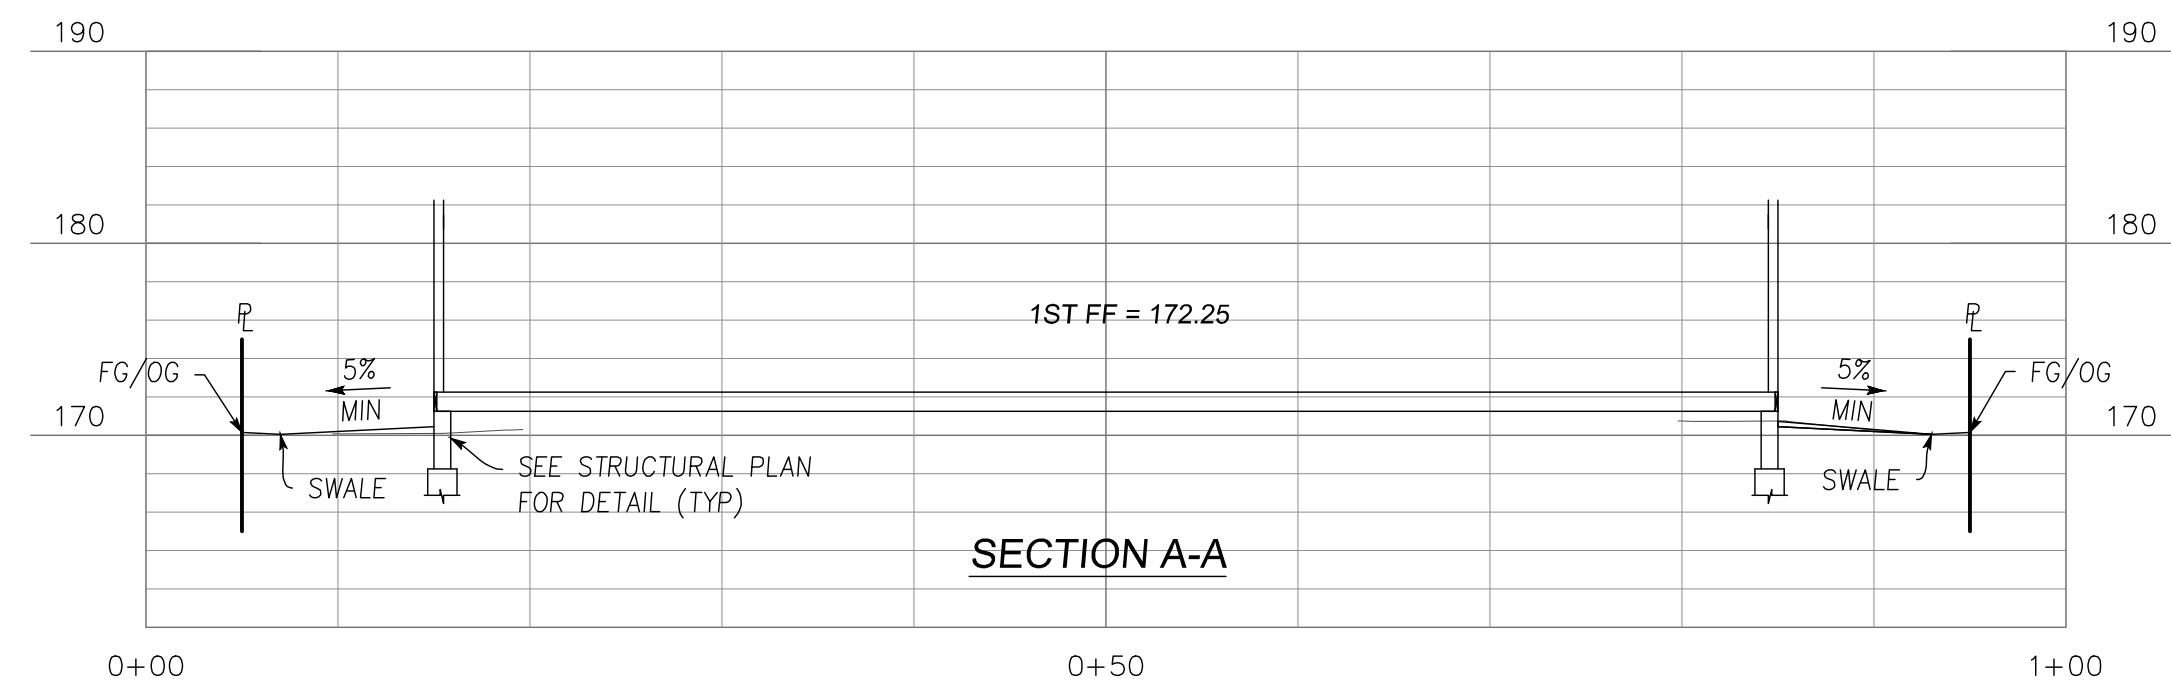 190
190
180
180
1ST FF = 172.25
PL
PL
FG/OG
5%
MIN
5%
MIN
FG/OG
170
170
SWALE
SEE STRUCTURAL PLAN
FOR DETAIL (TYP)
SWALE
SECTION A-A
0+00
0+50
1+00